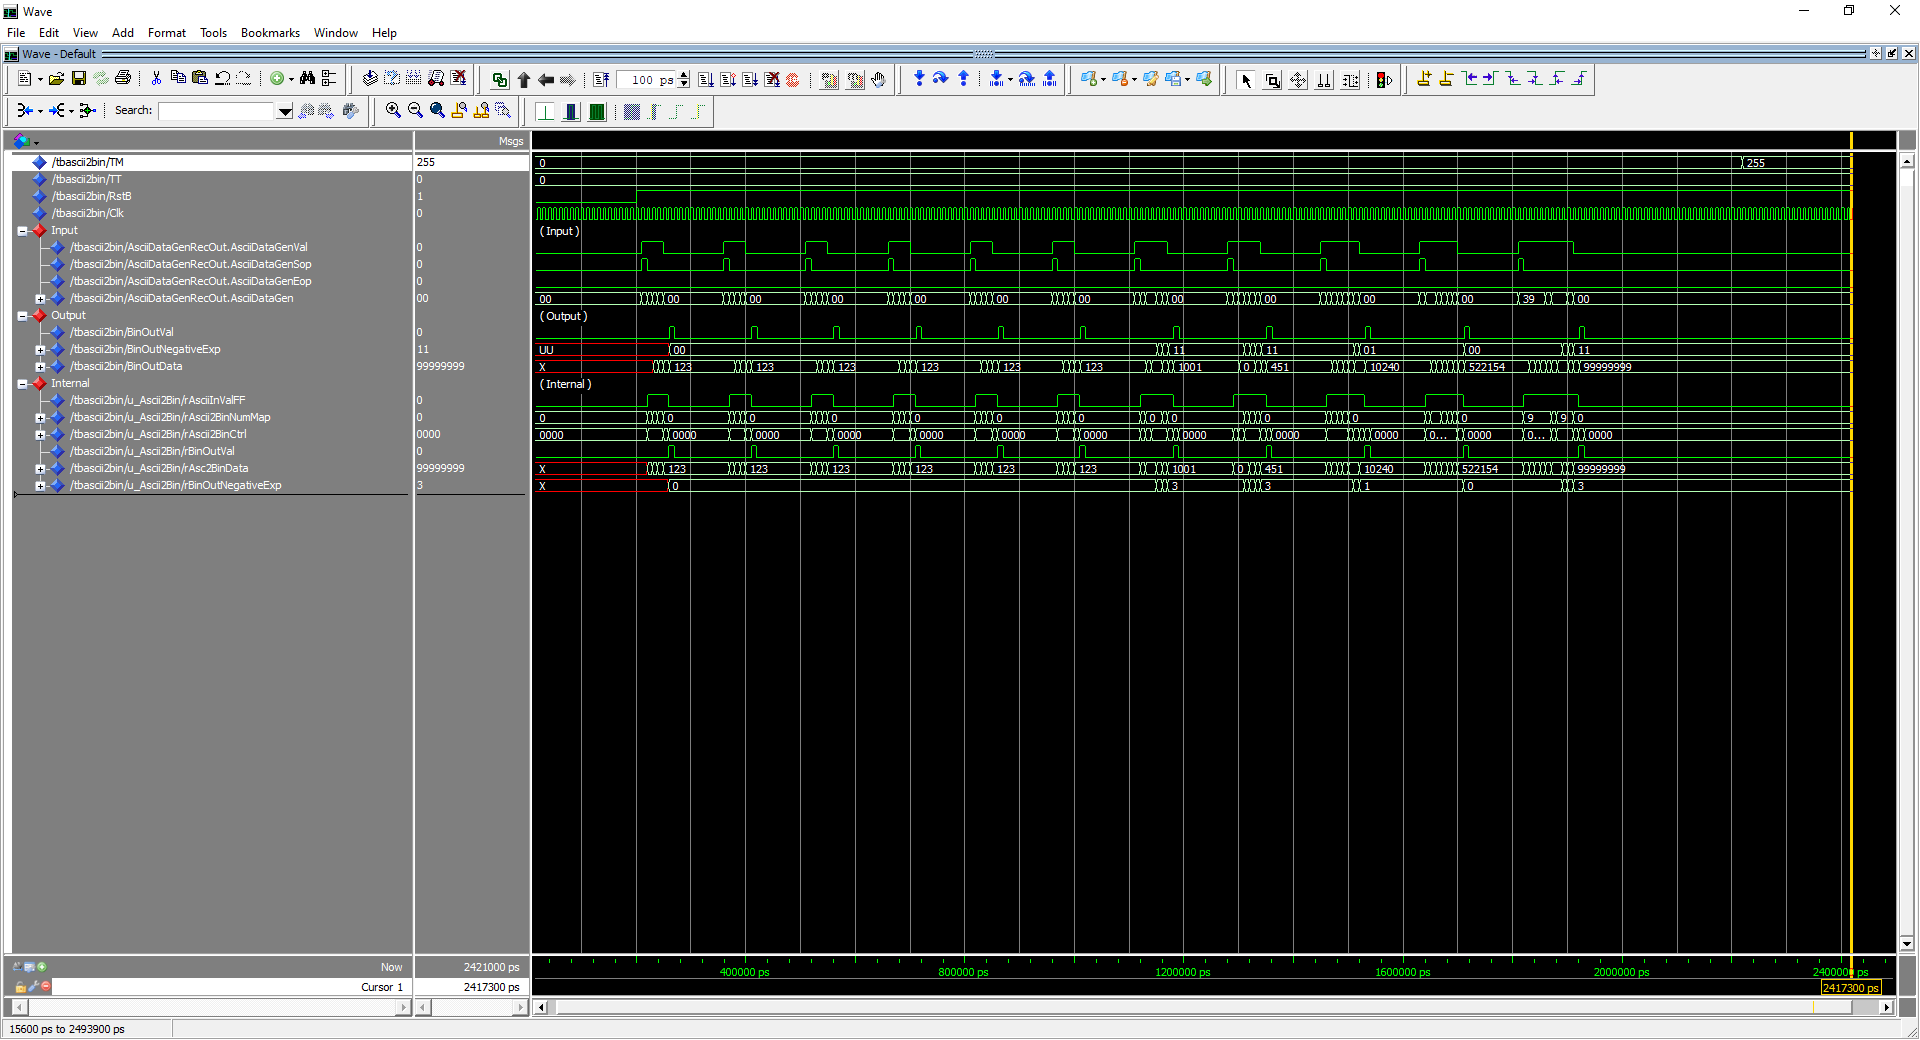 Wave
File Edit View Add Format Tools Bookmarks Window Help
Wave - Default
100 ps
Search:
Msgs
/tbascii2bin/TM 255 0 255
/tbascii2bin/TT 0 0
/tbascii2bin/RstB 1
/tbascii2bin/Clk 0
Input ( Input )
/tbascii2bin/AsciiDataGenRecOut.AsciiDataGenVal 0
/tbascii2bin/AsciiDataGenRecOut.AsciiDataGenSop 0
/tbascii2bin/AsciiDataGenRecOut.AsciiDataGenEop 0
/tbascii2bin/AsciiDataGenRecOut.AsciiDataGen 00 00 00 00 00 00 00 00 00 00 00 00 39 00
Output ( Output )
/tbascii2bin/BinOutVal 0
/tbascii2bin/BinOutNegativeExp 11 UU 00 11 11 01 00 11
/tbascii2bin/BinOutData 99999999 X 123 123 123 123 123 123 1001 0 451 10240 522154 99999999
Internal ( Internal )
/tbascii2bin/u_Ascii2Bin/rAsciiInValFF 0
/tbascii2bin/u_Ascii2Bin/rAscii2BinNumMap 0 0 0 0 0 0 0 0 0 0 0 0 0 9 9 0
/tbascii2bin/u_Ascii2Bin/rAscii2BinCtrl 0000 0000 0000 0000 0000 0000 0000 0000 0000 0000 0000 0... 0000 0... 0000
/tbascii2bin/u_Ascii2Bin/rBinOutVal 0
/tbascii2bin/u_Ascii2Bin/rAsc2BinData 99999999 X 123 123 123 123 123 123 1001 0 451 10240 522154 99999999
/tbascii2bin/u_Ascii2Bin/rBinOutNegativeExp 3 X 0 3 3 1 0 3
Now 2421000 ps 400000 ps 800000 ps 1200000 ps 1600000 ps 2000000 ps 2400000 ps
Cursor 1 2417300 ps 2417300 ps
15600 ps to 2493900 ps